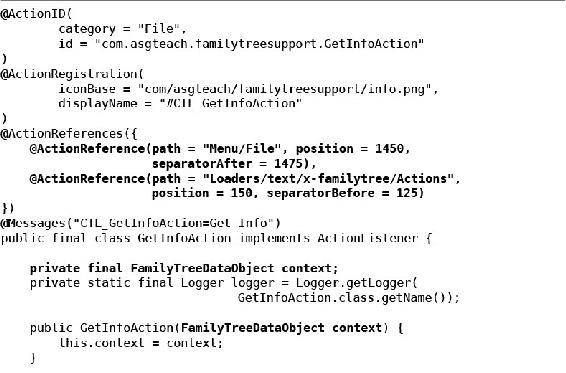 @ActionID(
        category = "File",
        id = "com.asgteach.familytreesupport.GetInfoAction"
)
@ActionRegistration(
        iconBase = "com/asgteach/familytreesupport/info.png",
        displayName = "#CTL_GetInfoAction"
)
@ActionReferences({
    @ActionReference(path = "Menu/File", position = 1450,
                     separatorAfter = 1475),
    @ActionReference(path = "Loaders/text/x-familytree/Actions",
                     position = 150, separatorBefore = 125)
})
@Messages("CTL_GetInfoAction=Get Info")
public final class GetInfoAction implements ActionListener {
    private final FamilyTreeDataObject context;
    private static final Logger logger = Logger.getLogger(
                                 GetInfoAction.class.getName());
    public GetInfoAction(FamilyTreeDataObject context) {
        this.context = context;
    }